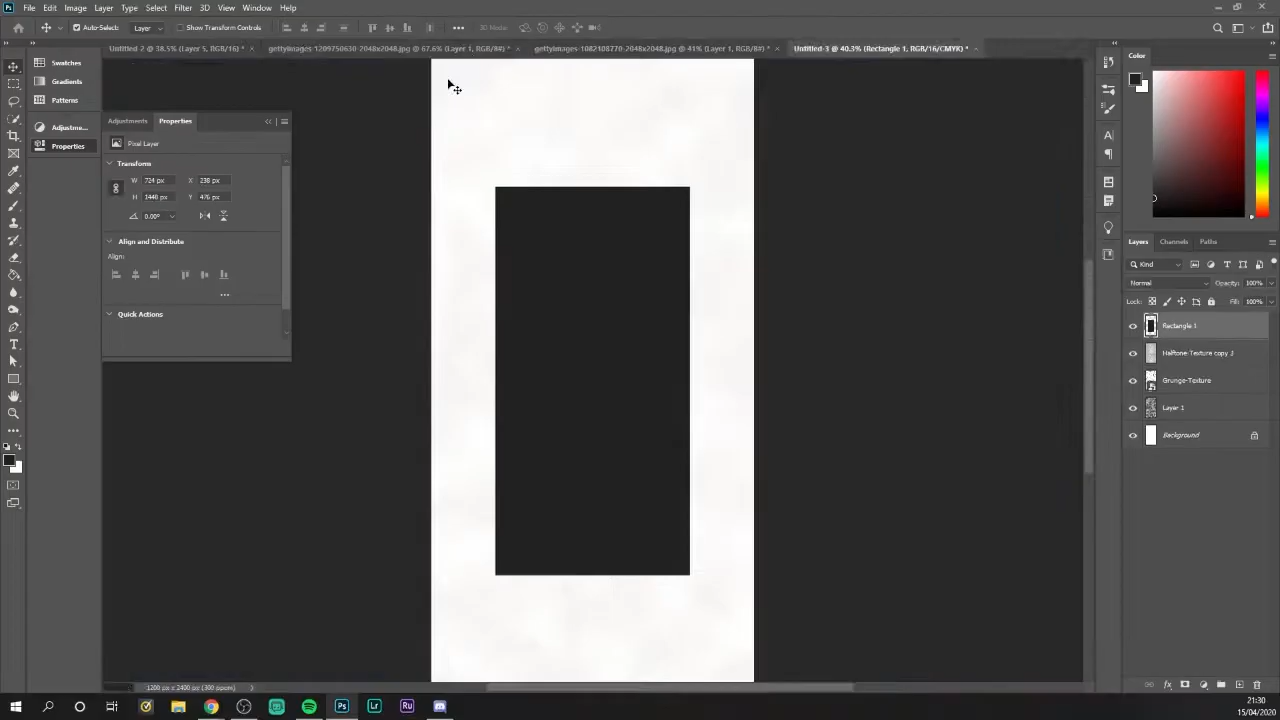 File Edit Image Layer Type Select Filter 3D View Window Help
Auto-Select: Layer Show Transform Controls 3D Mode:
Untitled-2 @ 38.5% (Layer 5, RGB/16) * × gettyimages-1209750630-2048x2048.jpg @ 67.6% (Layer 1, RGB/8#) * × gettyimages-1082108770-2048x2048.jpg @ 41% (Layer 1, RGB/8#) * × Untitled-3 @ 40.3% (Rectangle 1, RGB/16/CMYK) * ×
Swatches
Gradients
Patterns
Adjustme...
Properties
Adjustments Properties
Pixel Layer
Transform
W 724 px X 238 px
H 1448 px Y 476 px
0.00°
Align and Distribute
Align:
Quick Actions
Color
Layers Channels Paths
Kind
Normal Opacity: 100%
Lock: Fill: 100%
Rectangle 1
Halftone-Texture copy 3
Grunge-Texture
Layer 1
Background
1200 px x 2400 px (300 ppcm)
21:30
15/04/2020